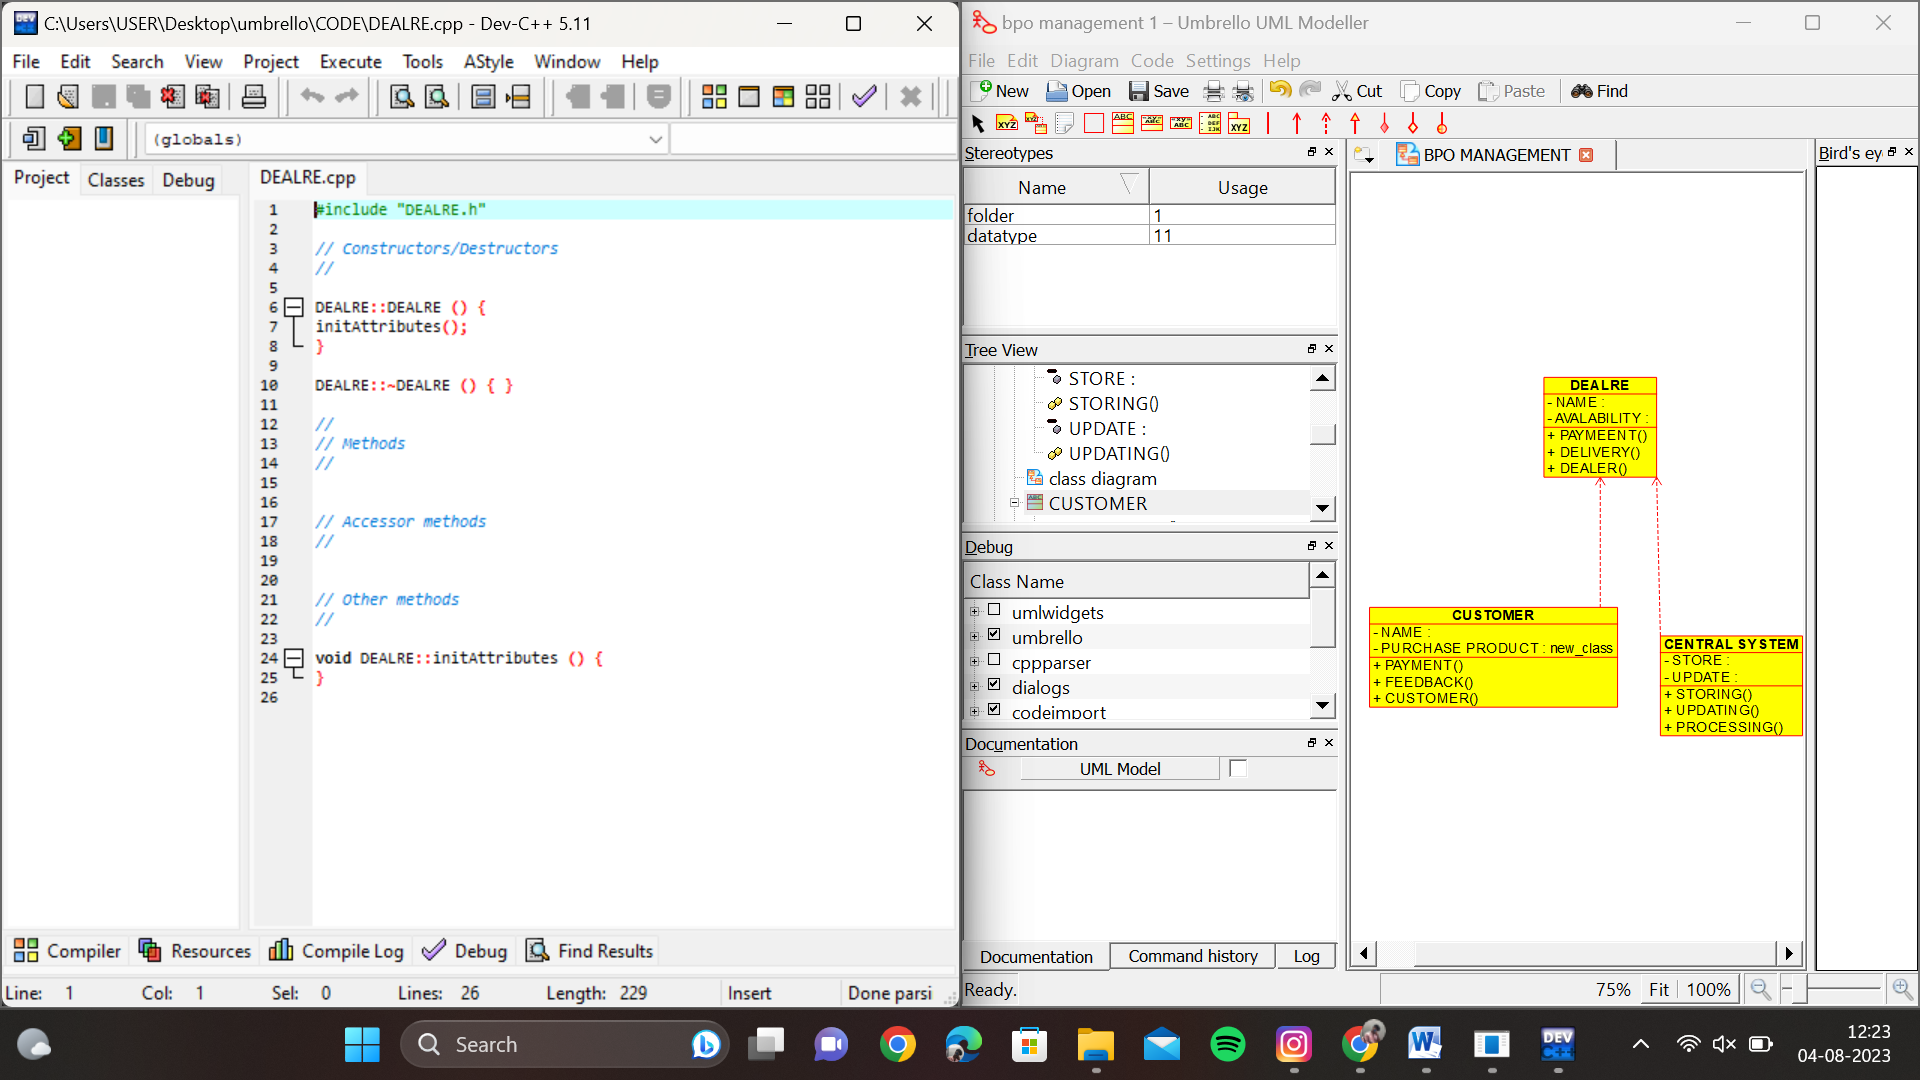 C:\Users\USER\Desktop\umbrello\CODE\DEALRE.cpp - Dev-C++ 5.11
File Edit Search View Project Execute Tools AStyle Window Help
(globals)
Project Classes Debug
DEALRE.cpp
1 #include "DEALRE.h"
2
3 // Constructors/Destructors
4 //
5
6 DEALRE::DEALRE () {
7 initAttributes();
8 }
9
10 DEALRE::~DEALRE () { }
11
12 //
13 // Methods
14 //
15
16
17 // Accessor methods
18 //
19
20
21 // Other methods
22 //
23
24 void DEALRE::initAttributes () {
25 }
26
Compiler Resources Compile Log Debug Find Results
Line: 1 Col: 1 Sel: 0 Lines: 26 Length: 229 Insert Done parsi
bpo management 1 – Umbrello UML Modeller
File Edit Diagram Code Settings Help
New Open Save Cut Copy Paste Find
Stereotypes
Name Usage
folder 1
datatype 11
Tree View
STORE :
STORING()
UPDATE :
UPDATING()
class diagram
CUSTOMER
Debug
Class Name
umlwidgets
umbrello
cppparser
dialogs
codeimport
Documentation
UML Model
Documentation Command history Log
Ready.
BPO MANAGEMENT
DEALRE
- NAME :
- AVALABILITY :
+ PAYMEENT()
+ DELIVERY()
+ DEALER()
CUSTOMER
- NAME :
- PURCHASE PRODUCT : new_class
+ PAYMENT()
+ FEEDBACK()
+ CUSTOMER()
CENTRAL SYSTEM
- STORE :
- UPDATE :
+ STORING()
+ UPDATING()
+ PROCESSING()
Bird's ey
75% Fit 100%
Search
DEV C++
12:23
04-08-2023